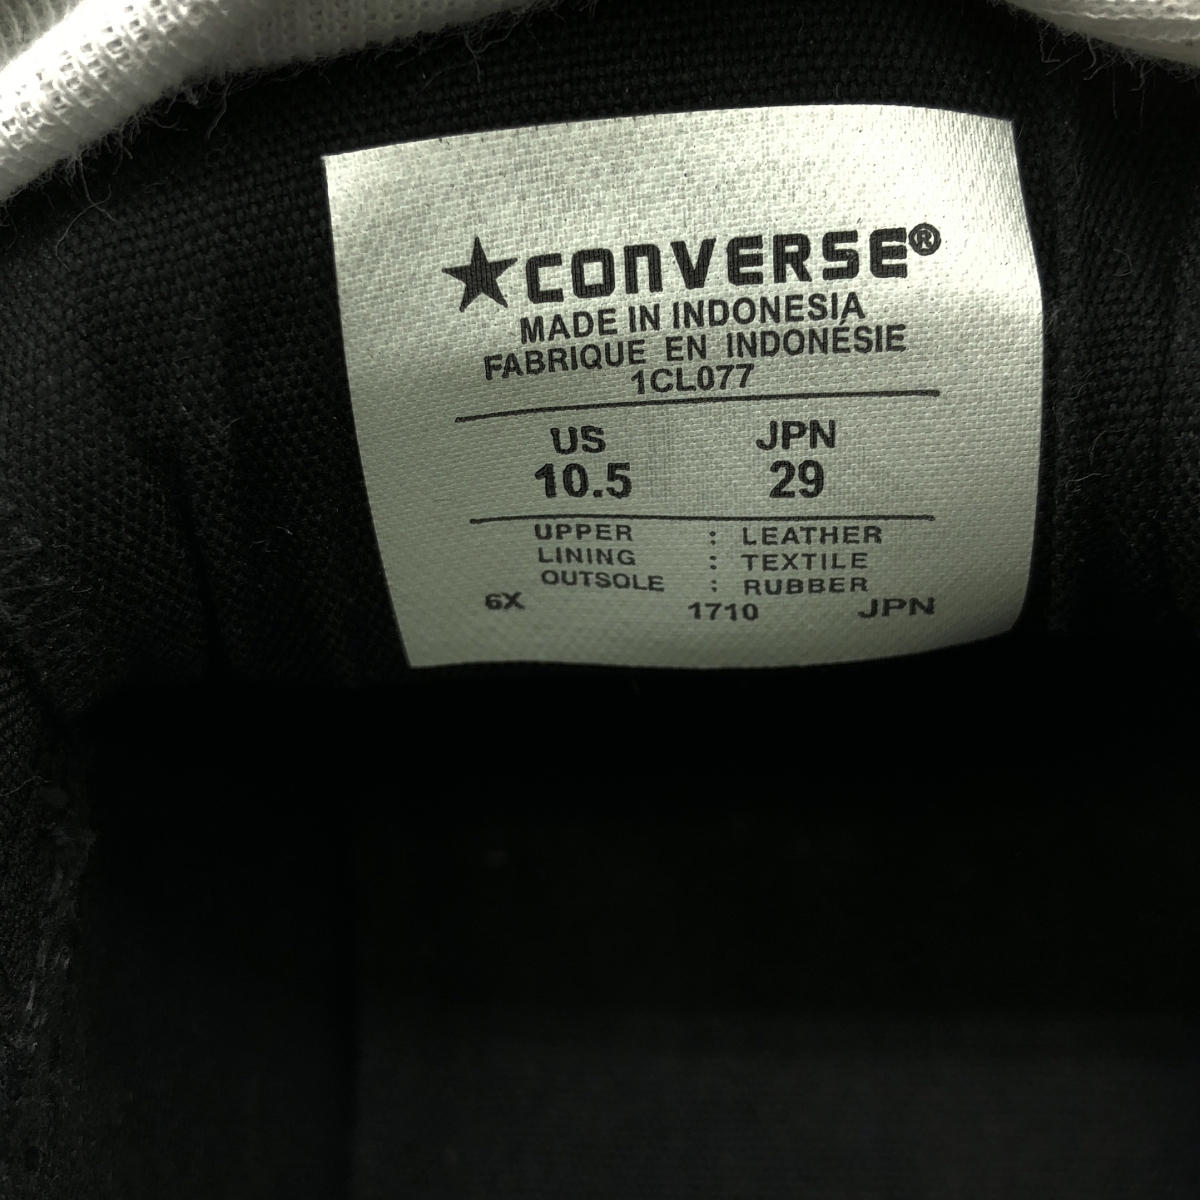 CONVERSE®
MADE IN INDONESIA
FABRIQUE EN INDONÉSIE
1CL077
US JPN
10.5 29
UPPER : LEATHER
LINING : TEXTILE
OUTSOLE : RUBBER
6X 1710 JPN